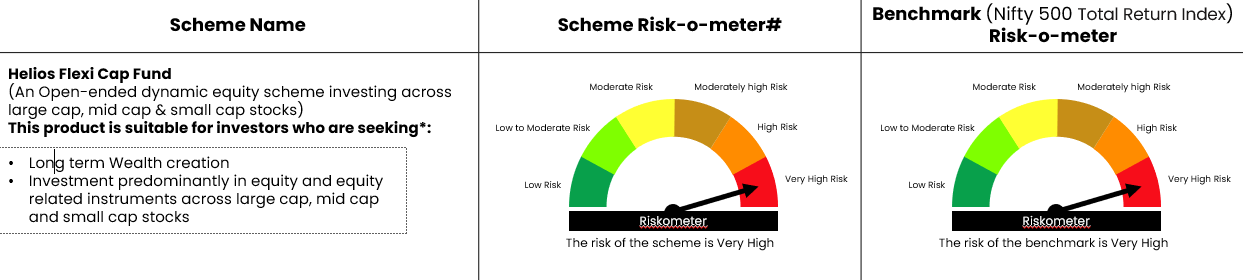 Scheme Name
Scheme Risk-o-meter#
Benchmark (Nifty 500 Total Return Index)
Risk-o-meter
Helios Flexi Cap Fund
(An Open-ended dynamic equity scheme investing across
large cap, mid cap & small cap stocks)
This product is suitable for investors who are seeking*:
• Long term Wealth creation
• Investment predominantly in equity and equity
related instruments across large cap, mid cap
and small cap stocks
Moderate Risk
Moderately high Risk
Low to Moderate Risk
High Risk
Low Risk
Very High Risk
Riskometer
The risk of the scheme is Very High
Moderate Risk
Moderately high Risk
Low to Moderate Risk
High Risk
Low Risk
Very High Risk
Riskometer
The risk of the benchmark is Very High